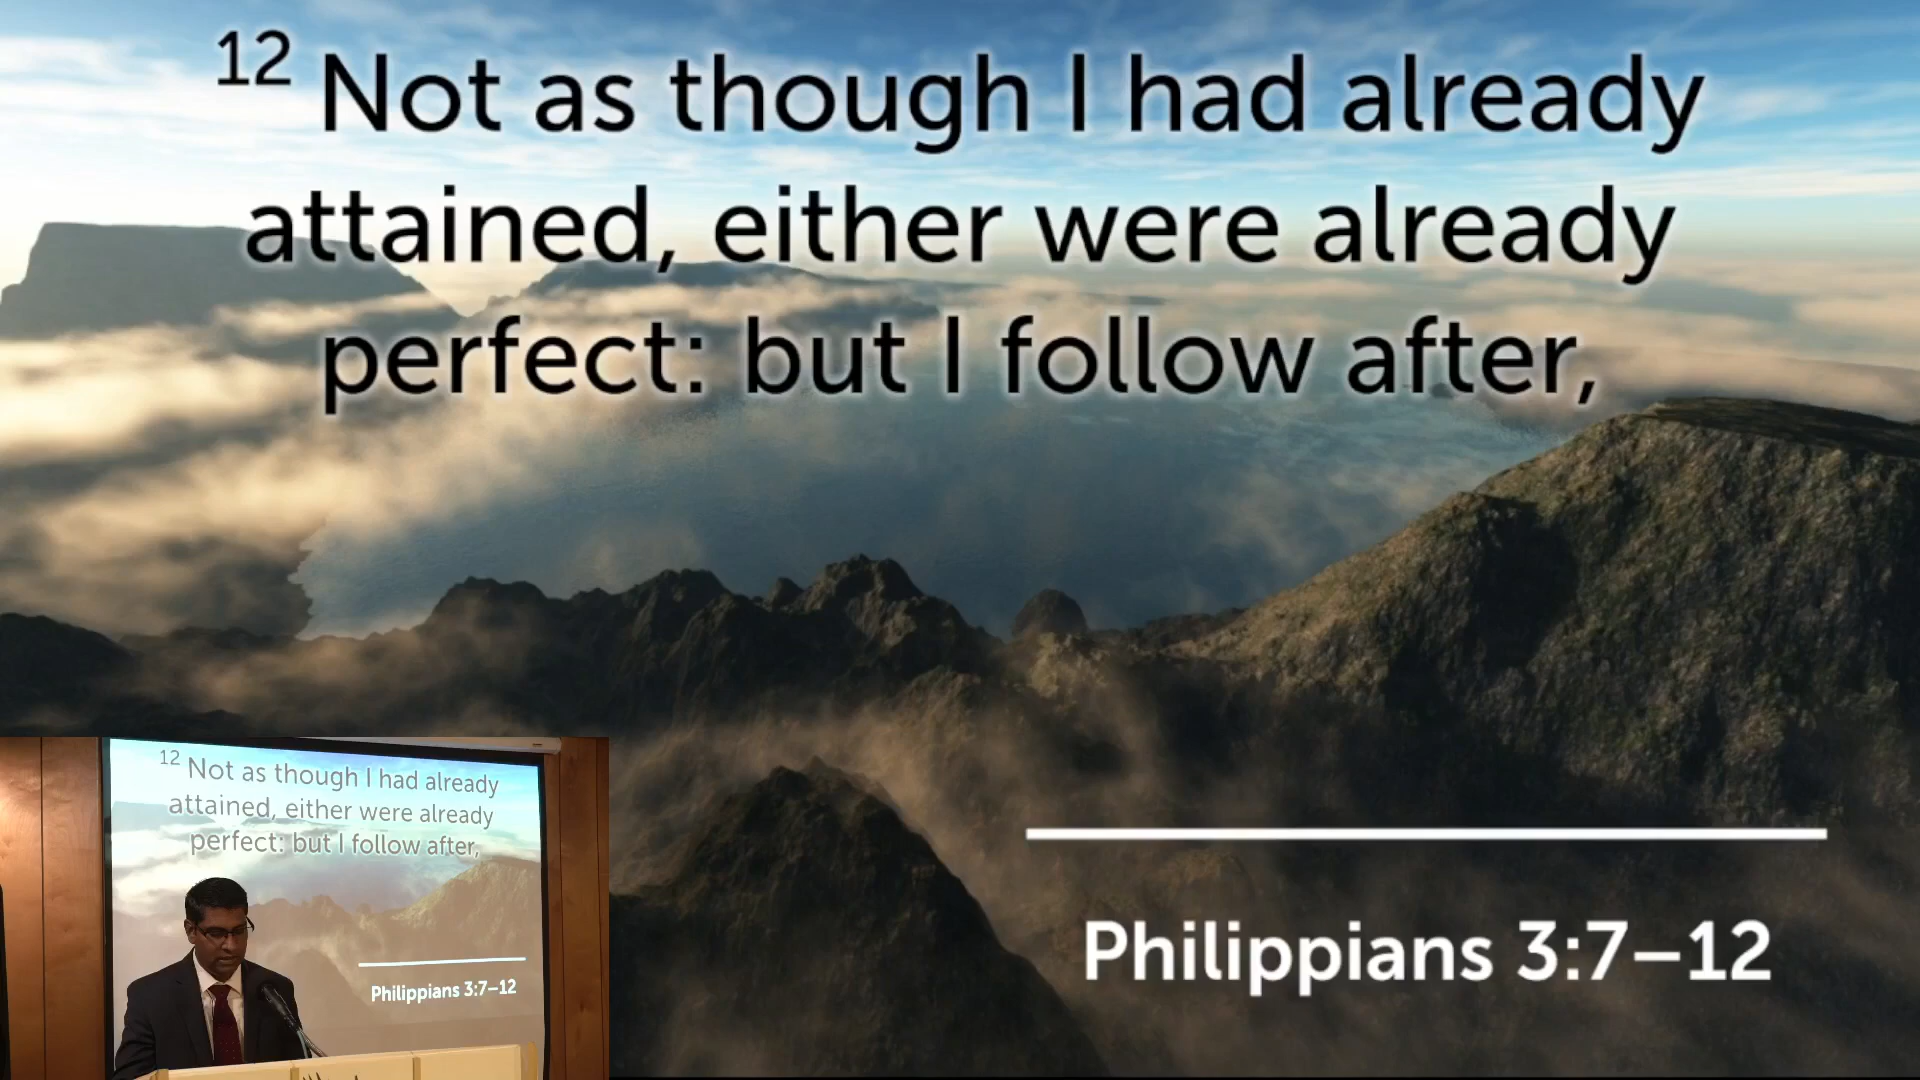 12 Not as though I had already
attained, either were already
perfect: but I follow after,
Philippians 3:7–12
12 Not as though I had already
attained, either were already
perfect: but I follow after,
Philippians 3:7–12